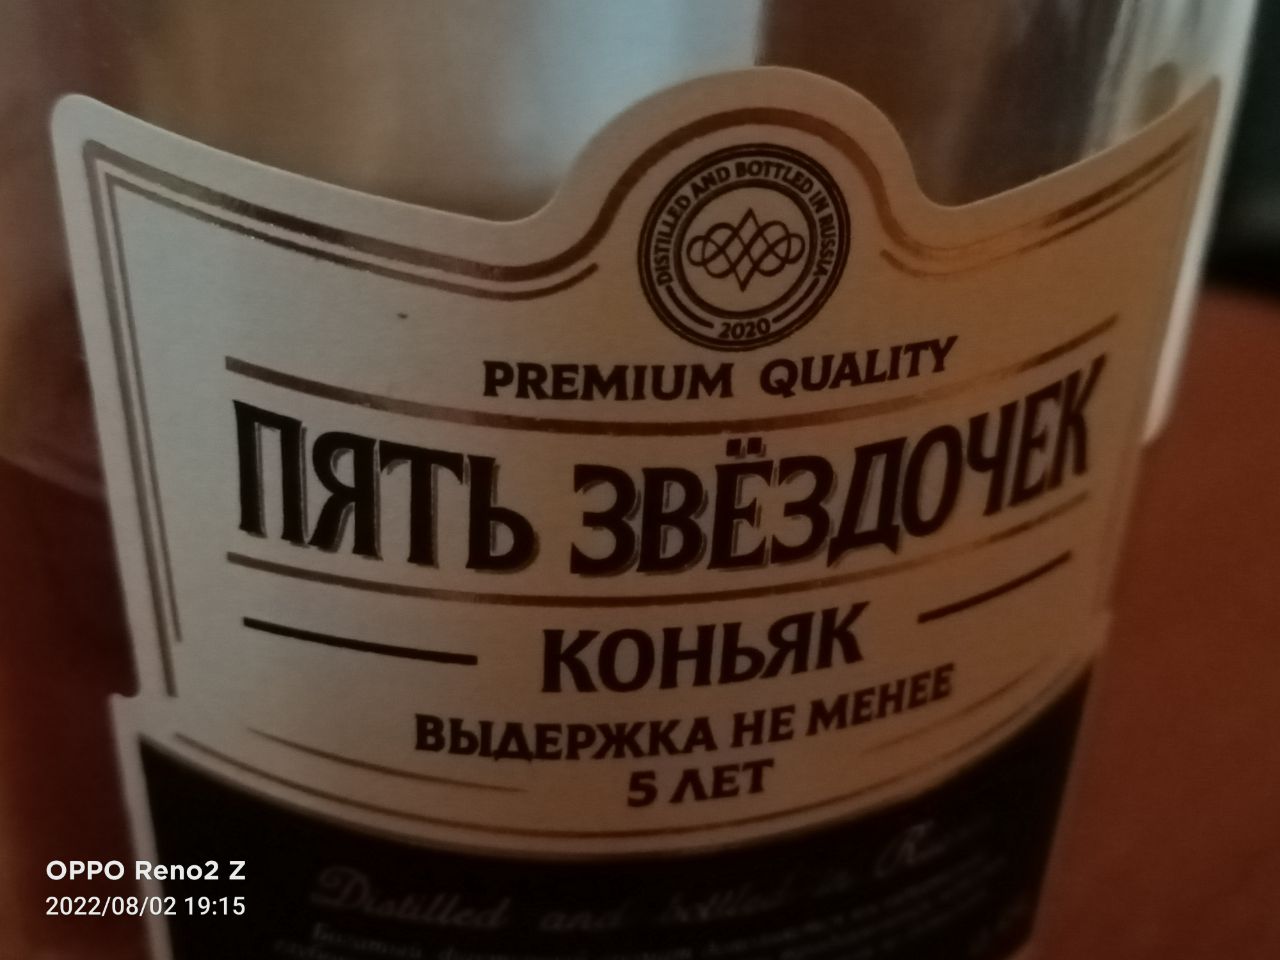 DISTILLED AND BOTTLED IN RUSSIA
2020
PREMIUM QUALITY
ПЯТЬ ЗВЁЗДОЧЕК
КОНЬЯК
ВЫДЕРЖКА НЕ МЕНЕЕ
5 ЛЕТ
Distilled and bottled in
OPPO Reno2 Z
2022/08/02 19:15